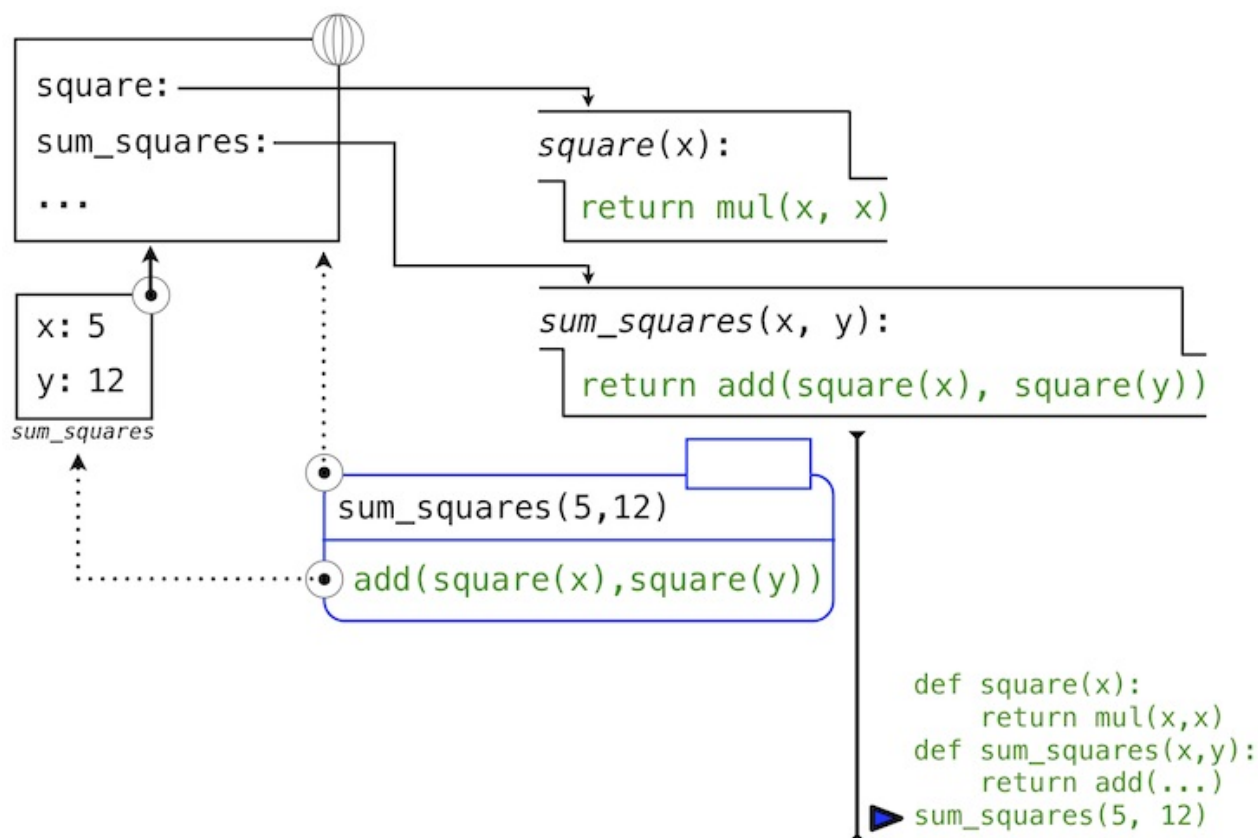 square:
sum_squares:
...
square(x):
return mul(x, x)
sum_squares(x, y):
return add(square(x), square(y))
x: 5
y: 12
sum_squares
sum_squares(5,12)
add(square(x),square(y))
def square(x):
    return mul(x,x)
def sum_squares(x,y):
    return add(...)
sum_squares(5, 12)